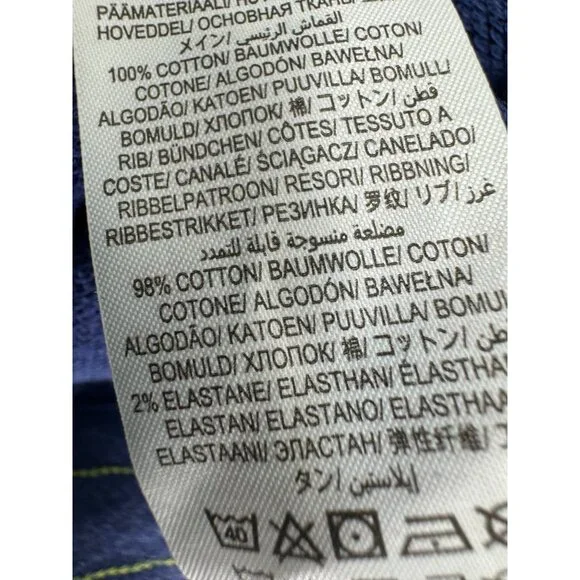 PÄÄMATERIAALI/
HOVEDDEL/ ОСНОВНАЯ ТКАНЬ/
メイン/ القماش الرئيسي/
100% COTTON/ BAUMWOLLE/ COTON/
COTONE/ ALGODÓN/ BAWEŁNA/
ALGODÃO/ KATOEN/ PUUVILLA/ BOMULL/
BOMULD/ ХЛОПОК/ 棉/ コットン/ قطن/
RIB/ BÜNDCHEN/ CÔTES/ TESSUTO A
COSTE/ CANALÉ/ ŚCIĄGACZ/ CANELADO/
RIBBELPATROON/ RESORI/ RIBBNING/
RIBBESTRIKKET/ РЕЗИНКА/ 罗纹/ リブ/ غرز/
مضلعة منسوجة قابلة للتمدد
98% COTTON/ BAUMWOLLE/ COTON/
COTONE/ ALGODÓN/ BAWEŁNA/
ALGODÃO/ KATOEN/ PUUVILLA/ BOMULL/
BOMULD/ ХЛОПОК/ 棉/ コットン/ قطن/
2% ELASTANE/ ELASTHAN/ ÉLASTHA
ELASTAN/ ELASTANO/ ELASTHAA
ELASTAANI/ ЭЛАСТАН/ 弹性纤维/
タン/ إيلاستين/
40